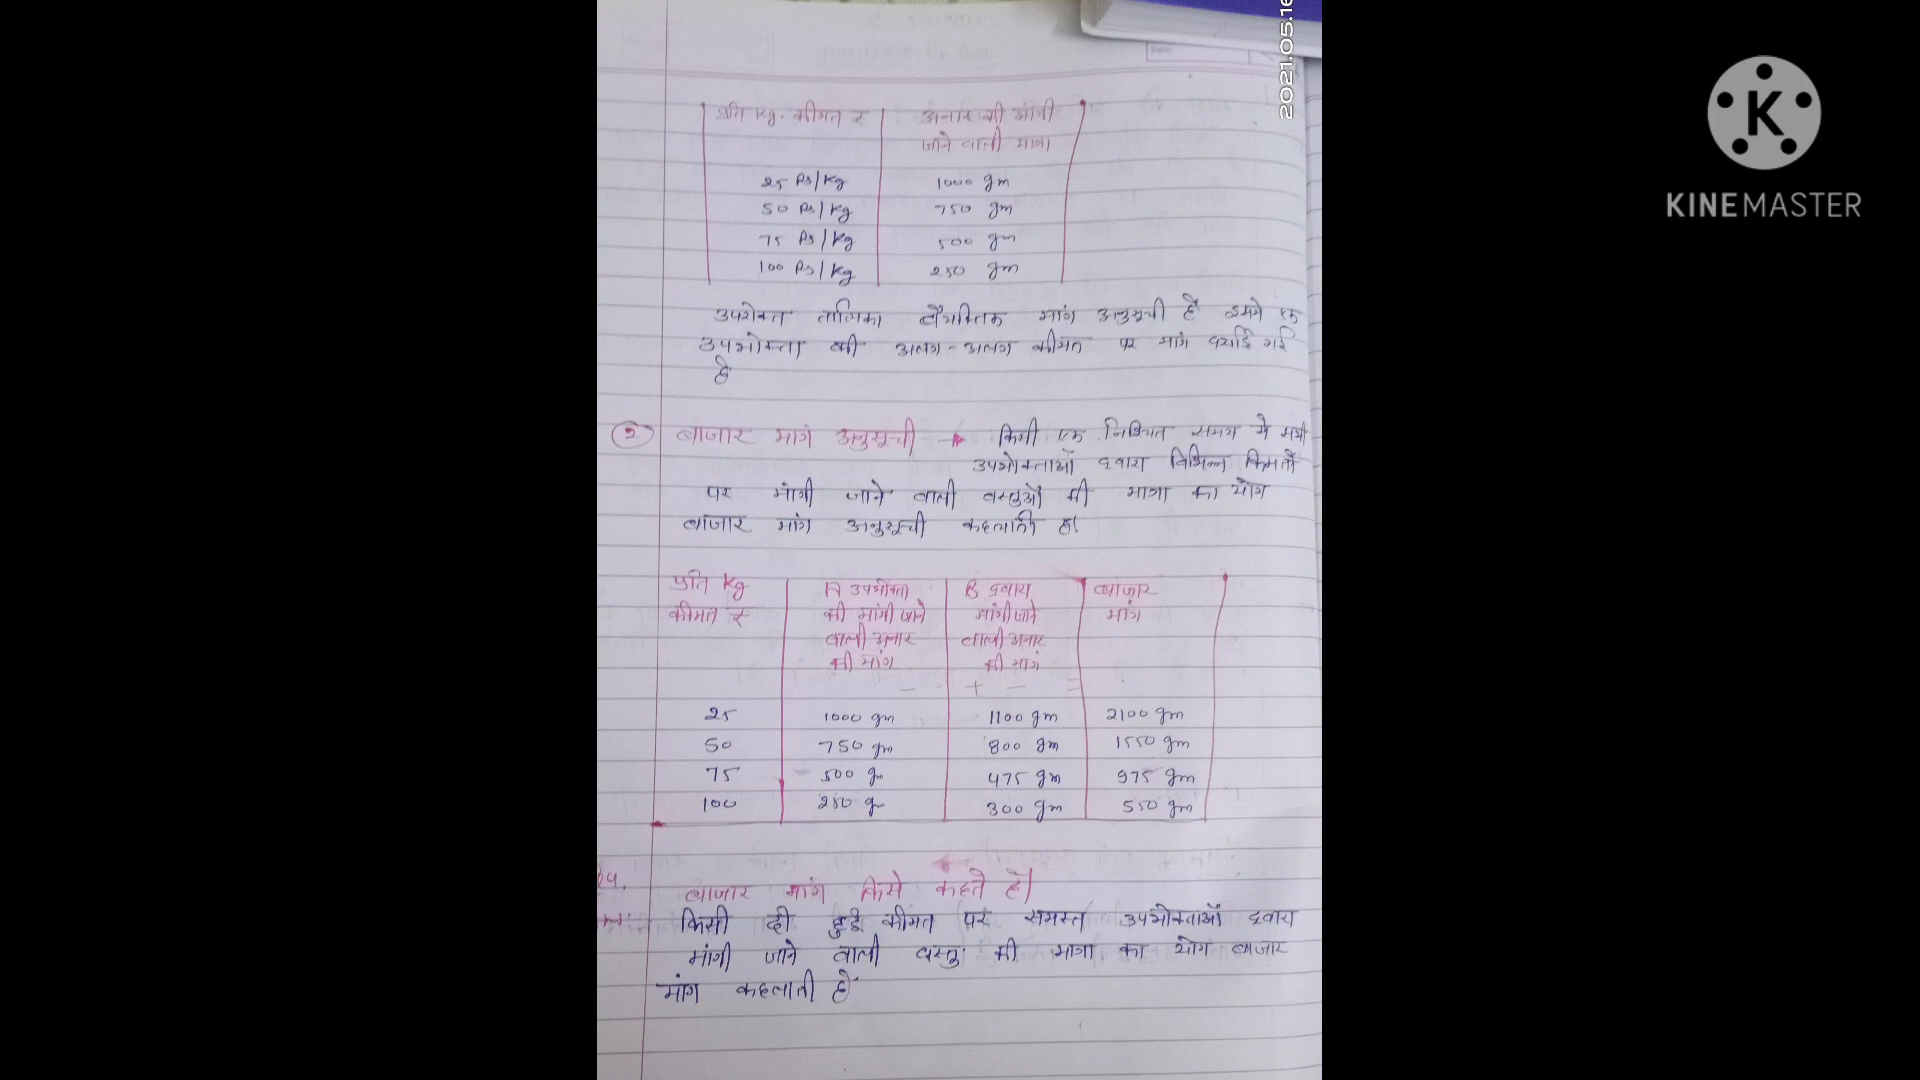 2021.05.16
Date:
प्रति Kg. कीमत ₹ अनार की मांगी
जाने वाली मात्रा
25 Rs/Kg 1000 gm
50 Rs/Kg 750 gm
75 Rs/Kg 500 gm
100 Rs/Kg 250 gm
उपरोक्त तालिका वैयक्तिक मांग अनुसूची है इसमे एक
उपभोक्ता की अलग-अलग कीमत पर मांग दर्शाई गई
है
2 बाजार मांग अनुसूची → किसी एक निश्चित समय मे सभी
उपभोक्ताओं द्वारा विभिन्न किमतों
पर मांगी जाने वाली वस्तुओं की मात्रा का योग
बाजार मांग अनुसूची कहलाती है।
प्रति Kg A उपभोक्ता B द्वारा बाजार
कीमत ₹ की मांगी जाने मांगी जाने मांग
वाली अनार वाली अनार
की मांग की मांग
- + - =
25 1000 gm 1100 gm 2100 gm
50 750 gm 800 gm 1550 gm
75 500 gm 475 gm 975 gm
100 250 gm 300 gm 550 gm
बाजार मांग किसे कहते है।
किसी दी हुई कीमत पर समस्त उपभोक्ताओं द्वारा
मांगी जाने वाली वस्तु की मात्रा का योग बाजार
मांग कहलाती है
K
KINEMASTER